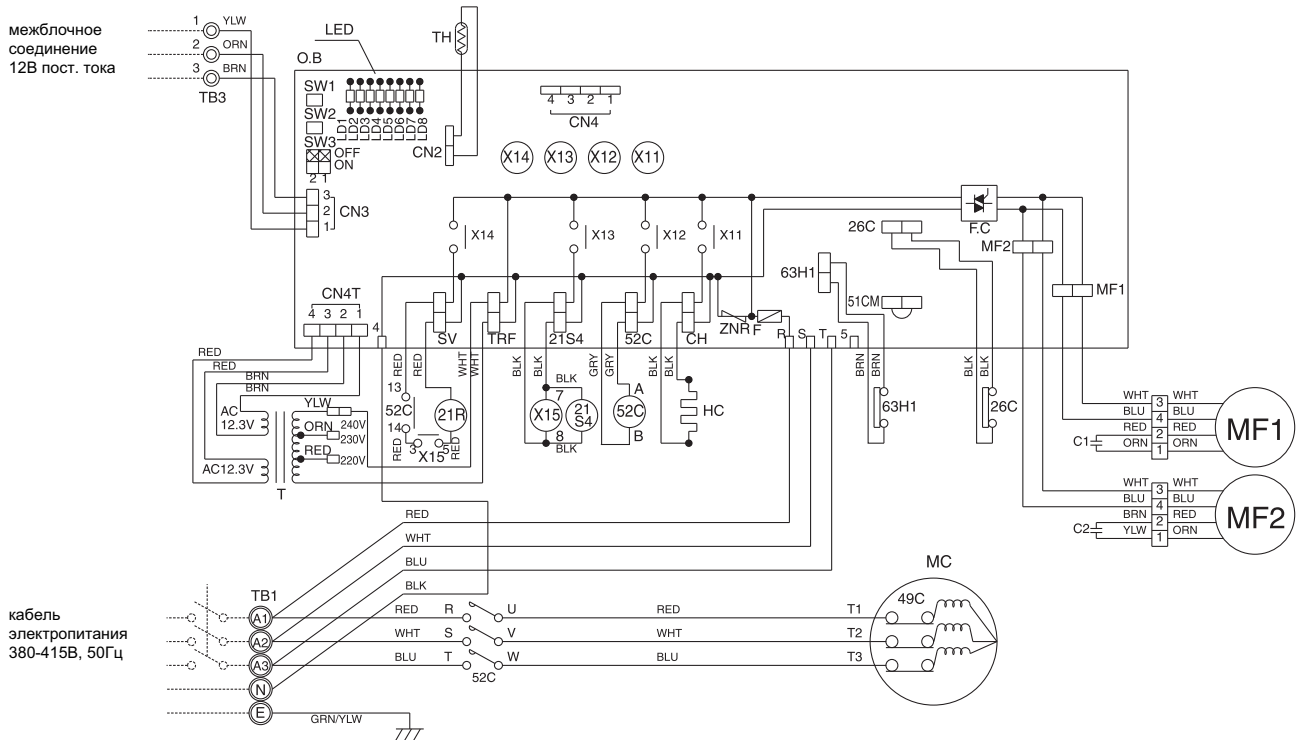 межблочное
соединение
12В пост. тока
1 YLW
2 ORN
3 BRN
TB3
LED
TH
O.B
SW1
SW2
SW3
OFF
ON
2 1
LD1
LD2
LD3
LD4
LD5
LD6
LD7
LD8
CN2
4 3 2 1
CN4
X14 X13 X12 X11
3
2
1
CN3
X14 X13 X12 X11
F.C
26C
MF2
63H1
51CM
MF1
CN4T
4 3 2 1
4
SV TRF 21S4 52C CH
ZNR F
R S T 5
RED
RED
BRN
BRN
RED RED WHT WHT BLK BLK GRY GRY BLK BLK BRN BRN BLK BLK
AC
12.3V
AC12.3V
T
YLW
240V
ORN
230V
RED
220V
13
52C
14
RED
3 5
X15
RED
21R
BLK
7
X15
21
S4
8
BLK
A
52C
B
HC
63H1
26C
WHT 3 WHT
BLU 4 BLU
RED 2 RED
ORN 1 ORN
C1
MF1
WHT 3 WHT
BLU 4 BLU
BRN 2 RED
YLW 1 ORN
C2
MF2
RED
WHT
BLU
BLK
кабель
электропитания
380-415В, 50Гц
TB1
A1 RED R U RED T1
A2 WHT S V WHT T2
A3 BLU T W BLU T3
52C
N
E
GRN/YLW
MC
49C